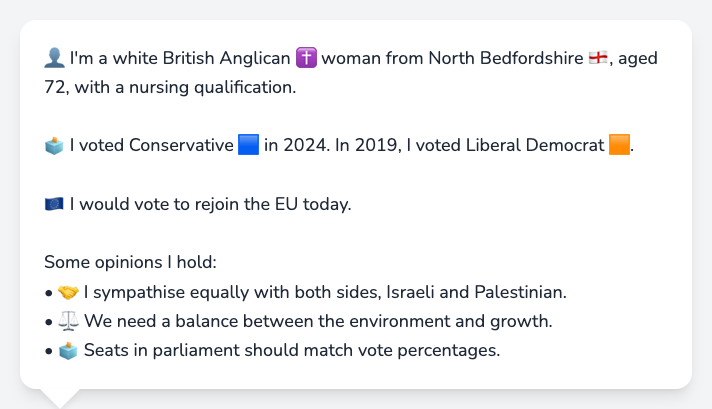 👤 I'm a white British Anglican ✝️ woman from North Bedfordshire 🏴󠁧󠁢󠁥󠁮󠁧󠁿, aged
72, with a nursing qualification.
🗳️ I voted Conservative 🟦 in 2024. In 2019, I voted Liberal Democrat 🟧.
🇪🇺 I would vote to rejoin the EU today.
Some opinions I hold:
• 🤝 I sympathise equally with both sides, Israeli and Palestinian.
• ⚖️ We need a balance between the environment and growth.
• 🗳️ Seats in parliament should match vote percentages.